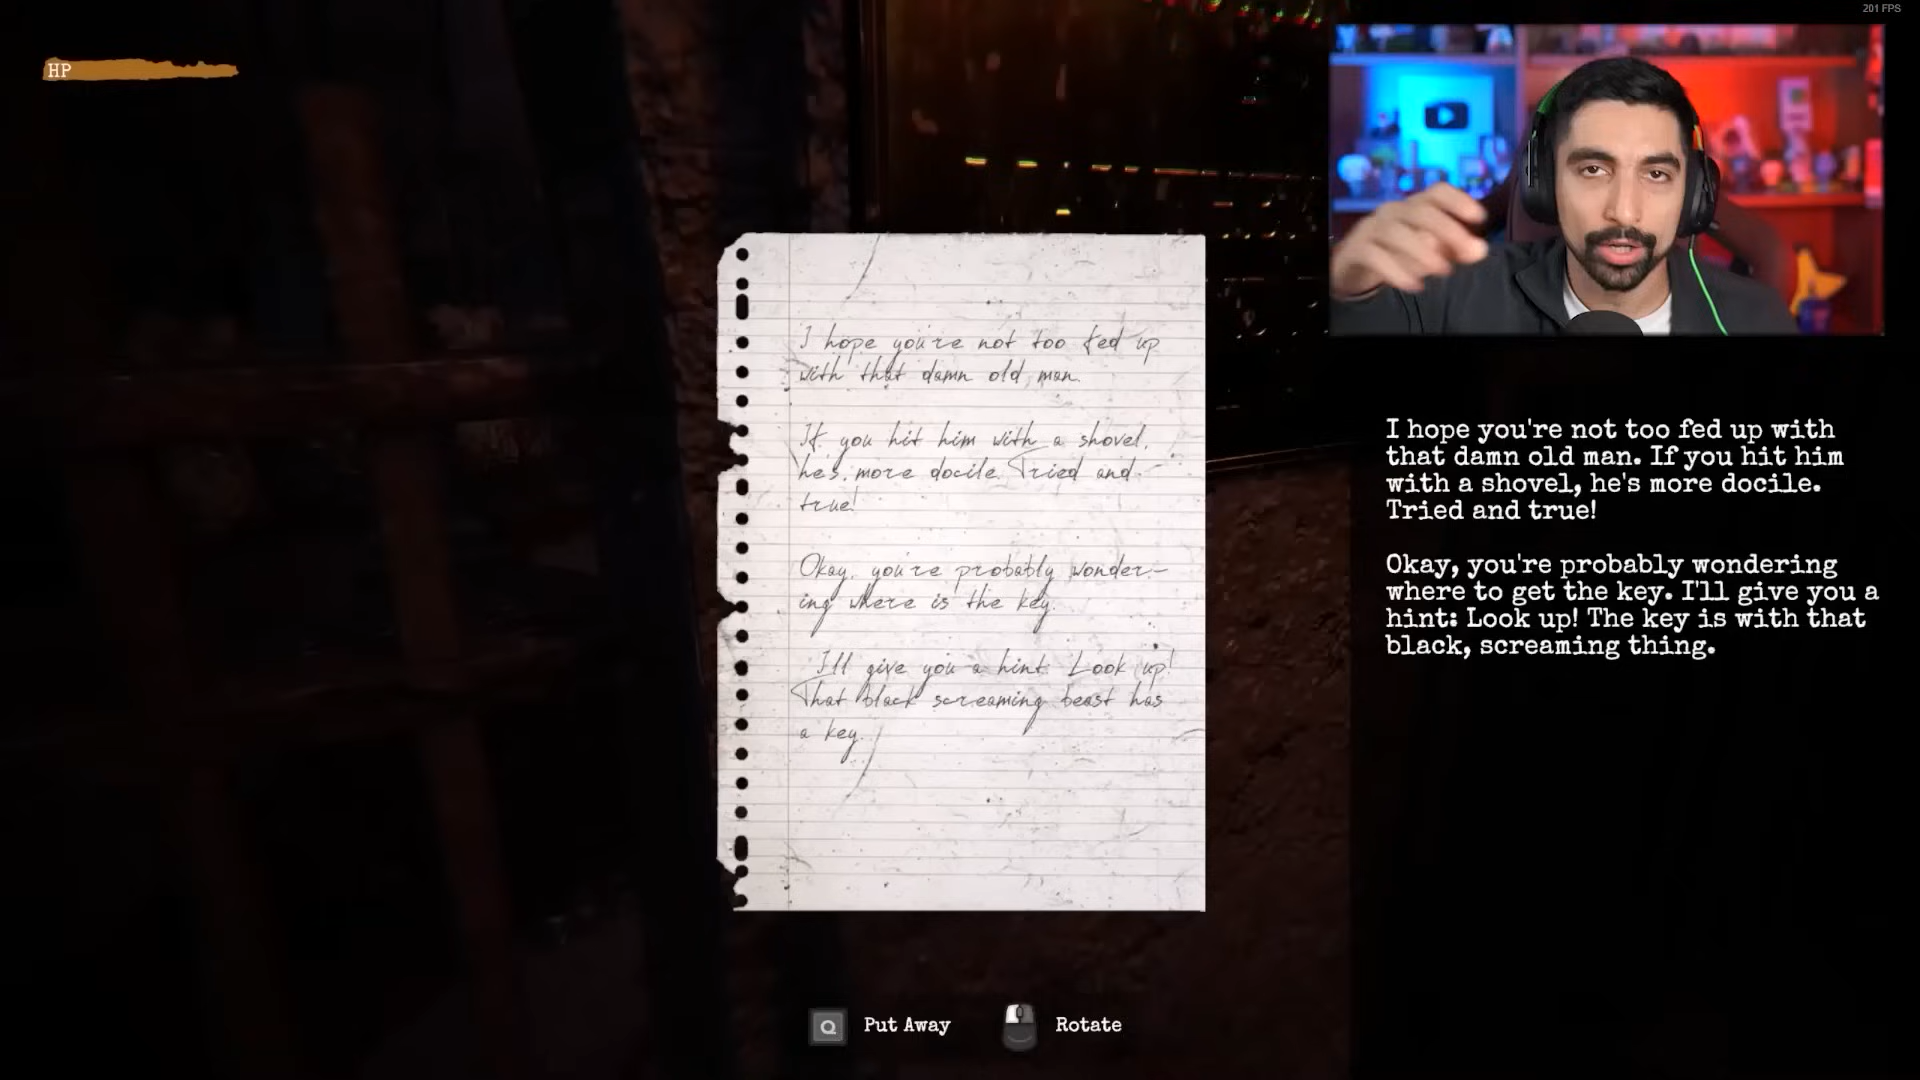 201 FPS
HP
I hope you're not too fed up
with that damn old man.
If you hit him with a shovel,
he's more docile. Tried and
true!
Okay, you're probably wonder-
ing where is the key.
I'll give you a hint: Look up!
That black screaming beast has
a key.
I hope you're not too fed up with
that damn old man. If you hit him
with a shovel, he's more docile.
Tried and true!
Okay, you're probably wondering
where to get the key. I'll give you a
hint: Look up! The key is with that
black, screaming thing.
Q Put Away
Rotate